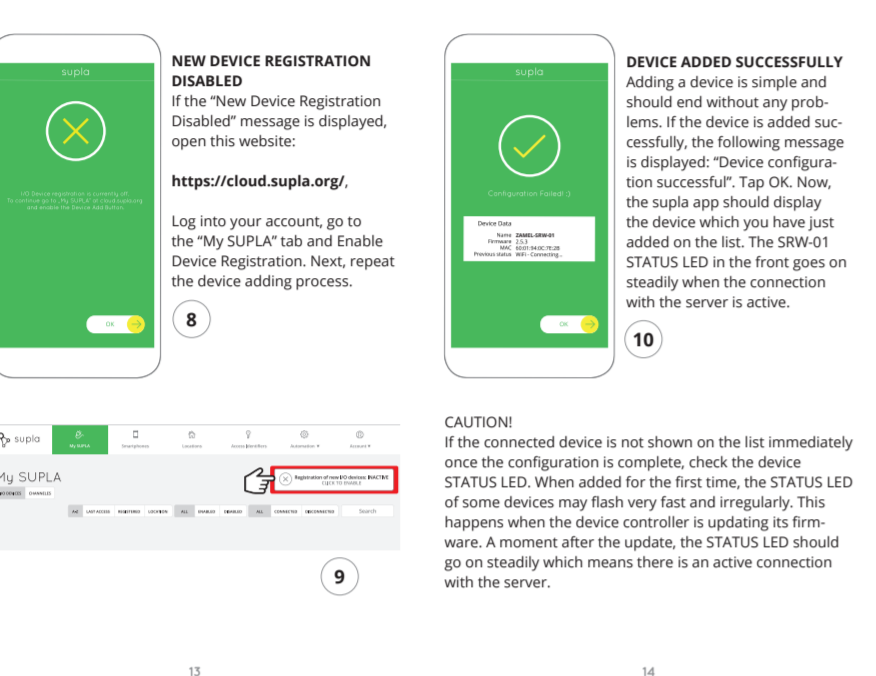 supla
I/O Device registration is currently off.
To continue go to „My SUPLA” at cloud.supla.org
and enable the Device Add Button.
OK
NEW DEVICE REGISTRATION
DISABLED
If the “New Device Registration
Disabled” message is displayed,
open this website:
https://cloud.supla.org/,
Log into your account, go to
the “My SUPLA” tab and Enable
Device Registration. Next, repeat
the device adding process.
8
supla
My SUPLA
Smartphones
Locations
Access Identifiers
Automation
Account
My SUPLA
I/O DEVICES
CHANNELS
Registration of new I/O devices: INACTIVE
CLICK TO ENABLE
A-Z
LAST ACCESS
REGISTERED
LOCATION
ALL
ENABLED
DISABLED
ALL
CONNECTED
DISCONNECTED
Search
9
13
supla
Configuration Failed! :)
Device Data
Name ZAMEL-SRW-01
Firmware 2.5.3
MAC 60:01:94:0C:7E:2B
Previous status WiFi - Connecting...
OK
DEVICE ADDED SUCCESSFULLY
Adding a device is simple and
should end without any prob-
lems. If the device is added suc-
cessfully, the following message
is displayed: “Device configura-
tion successful”. Tap OK. Now,
the supla app should display
the device which you have just
added on the list. The SRW-01
STATUS LED in the front goes on
steadily when the connection
with the server is active.
10
CAUTION!
If the connected device is not shown on the list immediately
once the configuration is complete, check the device
STATUS LED. When added for the first time, the STATUS LED
of some devices may flash very fast and irregularly. This
happens when the device controller is updating its firm-
ware. A moment after the update, the STATUS LED should
go on steadily which means there is an active connection
with the server.
14